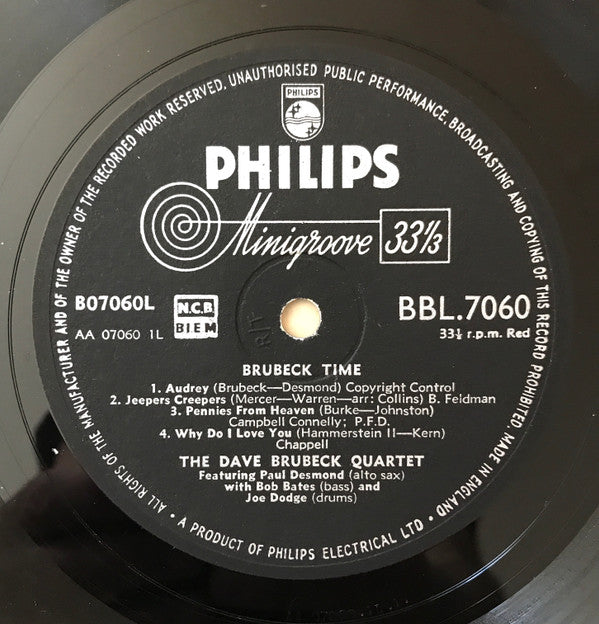 ALL RIGHTS OF THE MANUFACTURER AND OF THE OWNER OF THE RECORDED WORK RESERVED, UNAUTHORISED PUBLIC PERFORMANCE, BROADCASTING AND COPYING OF THIS RECORD PROHIBITED. MADE IN ENGLAND.
PHILIPS
PHILIPS
Minigroove 33⅓
B07060L N.C.B. BBL.7060
AA 07060 1L BIEM 33⅓ r.p.m. Red
R/T
BRUBECK TIME
1. Audrey (Brubeck—Desmond) Copyright Control
2. Jeepers Creepers (Mercer—Warren—arr: Collins) B. Feldman
3. Pennies From Heaven (Burke—Johnston)
Campbell Connelly; P.F.D.
4. Why Do I Love You (Hammerstein II—Kern)
Chappell
THE DAVE BRUBECK QUARTET
Featuring Paul Desmond (alto sax)
with Bob Bates (bass) and
Joe Dodge (drums)
• A PRODUCT OF PHILIPS ELECTRICAL LTD •